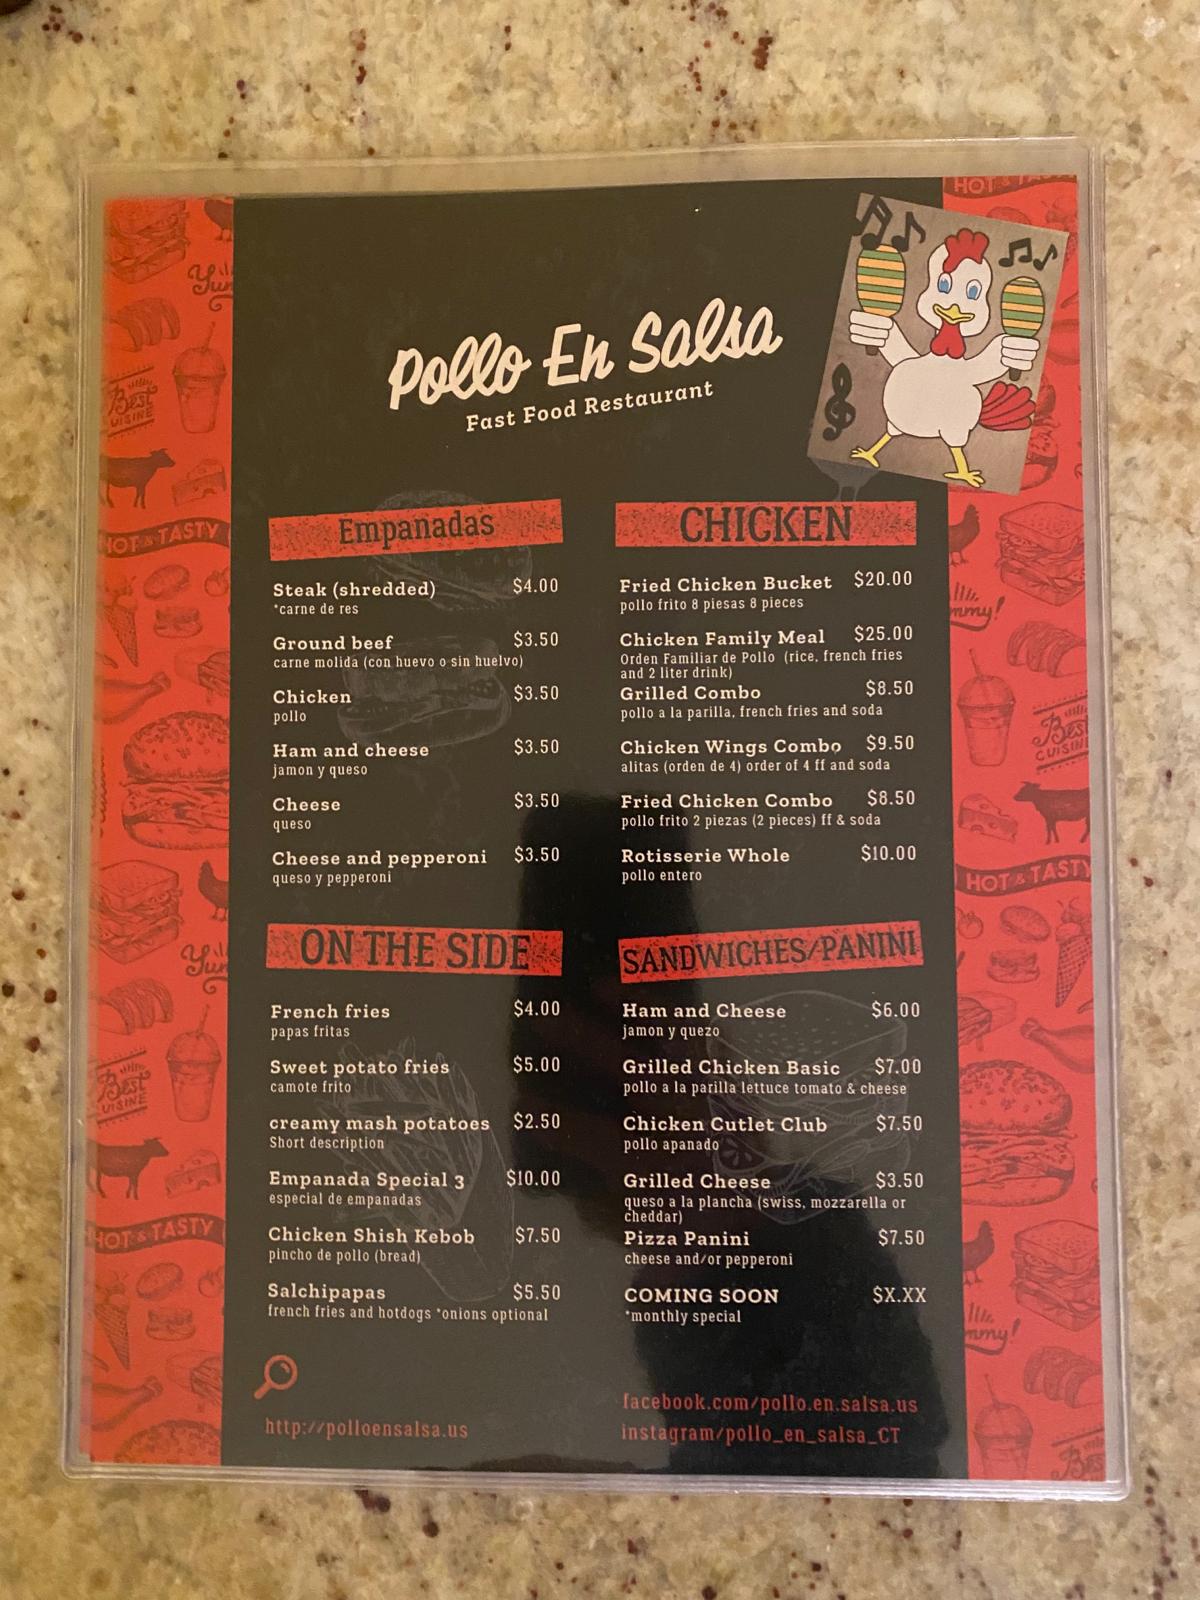 Pollo En Salsa
Fast Food Restaurant
Empanadas
Steak (shredded) $4.00
*carne de res
Ground beef $3.50
carne molida (con huevo o sin huelvo)
Chicken $3.50
pollo
Ham and cheese $3.50
jamon y queso
Cheese $3.50
queso
Cheese and pepperoni $3.50
queso y pepperoni
CHICKEN
Fried Chicken Bucket $20.00
pollo frito 8 piesas 8 pieces
Chicken Family Meal $25.00
Orden Familiar de Pollo (rice, french fries
and 2 liter drink)
Grilled Combo $8.50
pollo a la parilla, french fries and soda
Chicken Wings Combo $9.50
alitas (orden de 4) order of 4 ff and soda
Fried Chicken Combo $8.50
pollo frito 2 piezas (2 pieces) ff & soda
Rotisserie Whole $10.00
pollo entero
ON THE SIDE
French fries $4.00
papas fritas
Sweet potato fries $5.00
camote frito
creamy mash potatoes $2.50
Short description
Empanada Special 3 $10.00
especial de empanadas
Chicken Shish Kebob $7.50
pincho de pollo (bread)
Salchipapas $5.50
french fries and hotdogs *onions optional
SANDWICHES/PANINI
Ham and Cheese $6.00
jamon y quezo
Grilled Chicken Basic $7.00
pollo a la parilla lettuce tomato & cheese
Chicken Cutlet Club $7.50
pollo apanado
Grilled Cheese $3.50
queso a la plancha (swiss, mozzarella or
cheddar)
Pizza Panini $7.50
cheese and/or pepperoni
COMING SOON $X.XX
*monthly special
http://polloensalsa.us
facebook.com/pollo.en.salsa.us
instagram/pollo_en_salsa_CT
HOT & TASTY
HOT & TASTY
HOT & TASTY
Best
Best